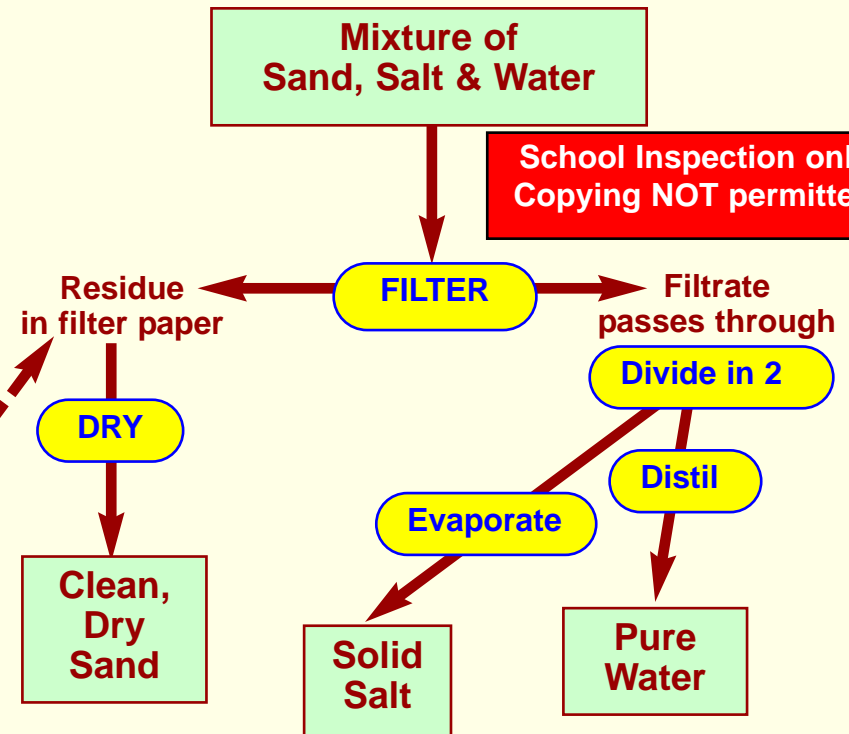 Mixture of
Sand, Salt & Water
School Inspection onl
Copying NOT permitte
FILTER
Residue
in filter paper
Filtrate
passes through
Divide in 2
DRY
Distil
Evaporate
Clean,
Dry
Sand
Solid
Salt
Pure
Water